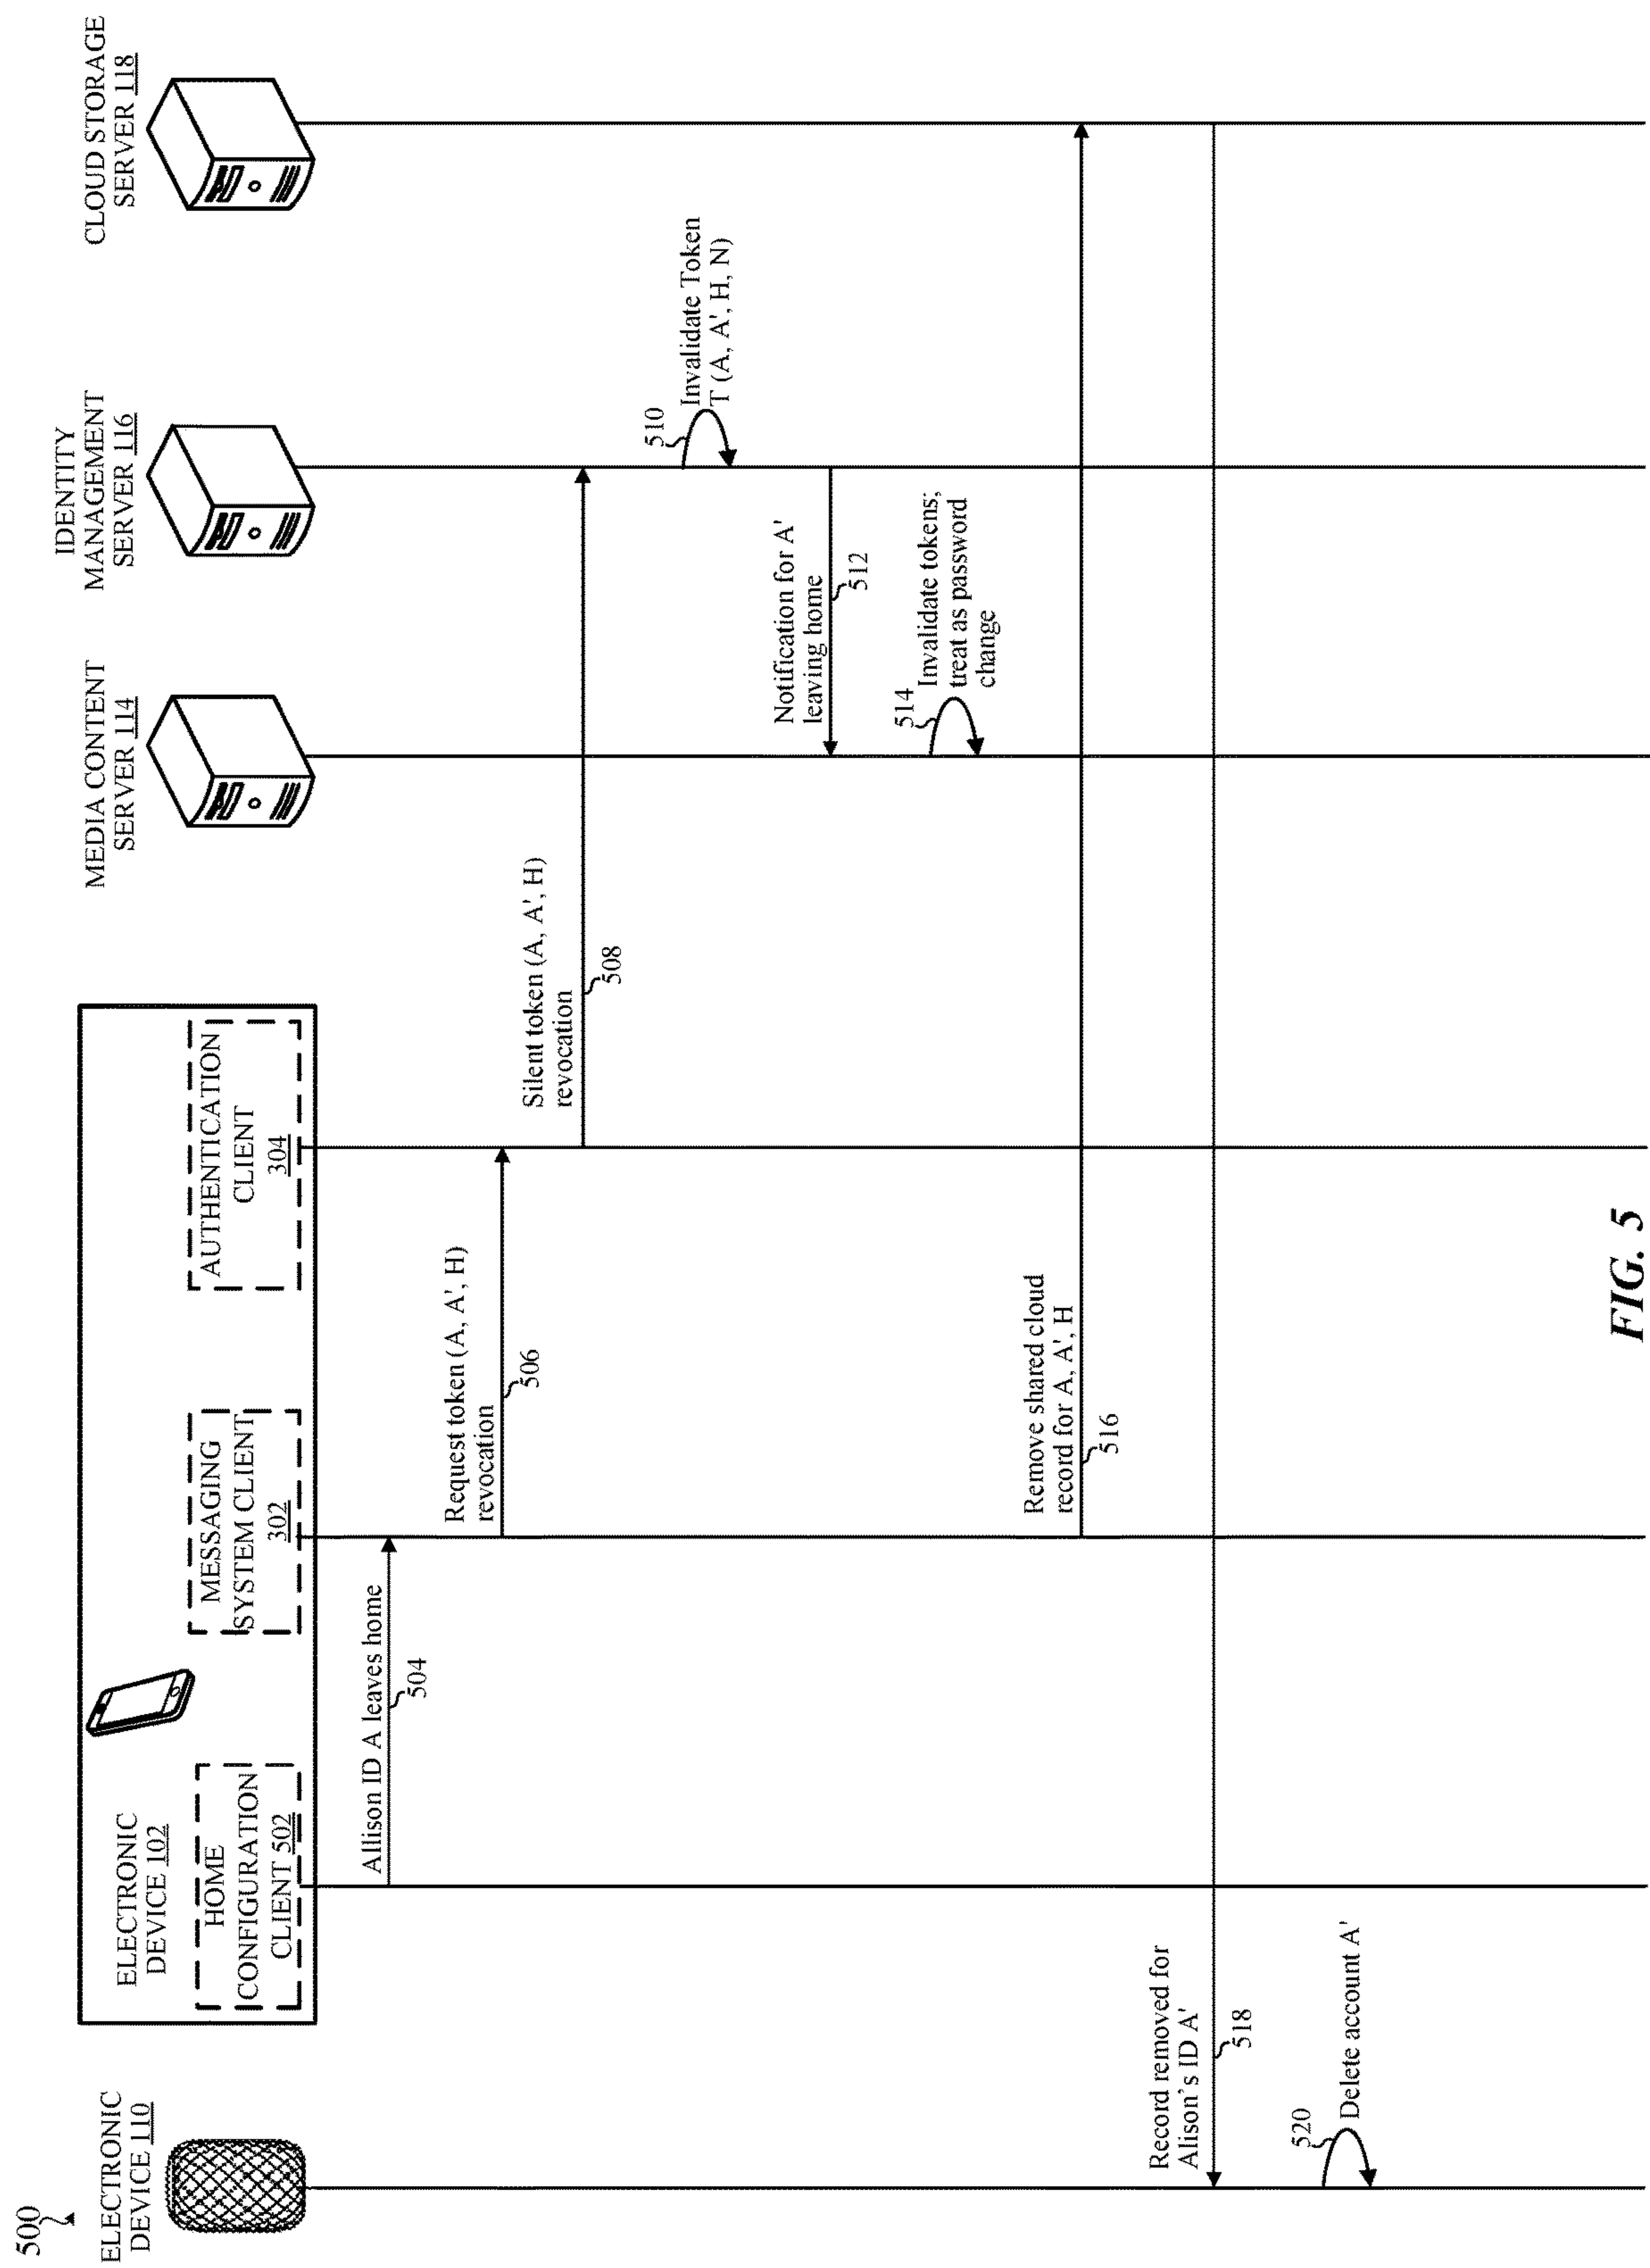 500
ELECTRONIC
DEVICE 110
ELECTRONIC
DEVICE 102
HOME
CONFIGURATION
CLIENT 502
MESSAGING
SYSTEM CLIENT
302
AUTHENTICATION
CLIENT
304
MEDIA CONTENT
SERVER 114
IDENTITY
MANAGEMENT
SERVER 116
CLOUD STORAGE
SERVER 118
Allison ID A leaves home
504
Request token (A, A', H)
revocation
506
Silent token (A, A', H)
revocation
508
510
Invalidate Token
T (A, A', H, N)
Notification for A'
leaving home
512
514
Invalidate tokens;
treat as password
change
Remove shared cloud
record for A, A', H
516
Record removed for
Alison's ID A'
518
520
Delete account A'
FIG. 5